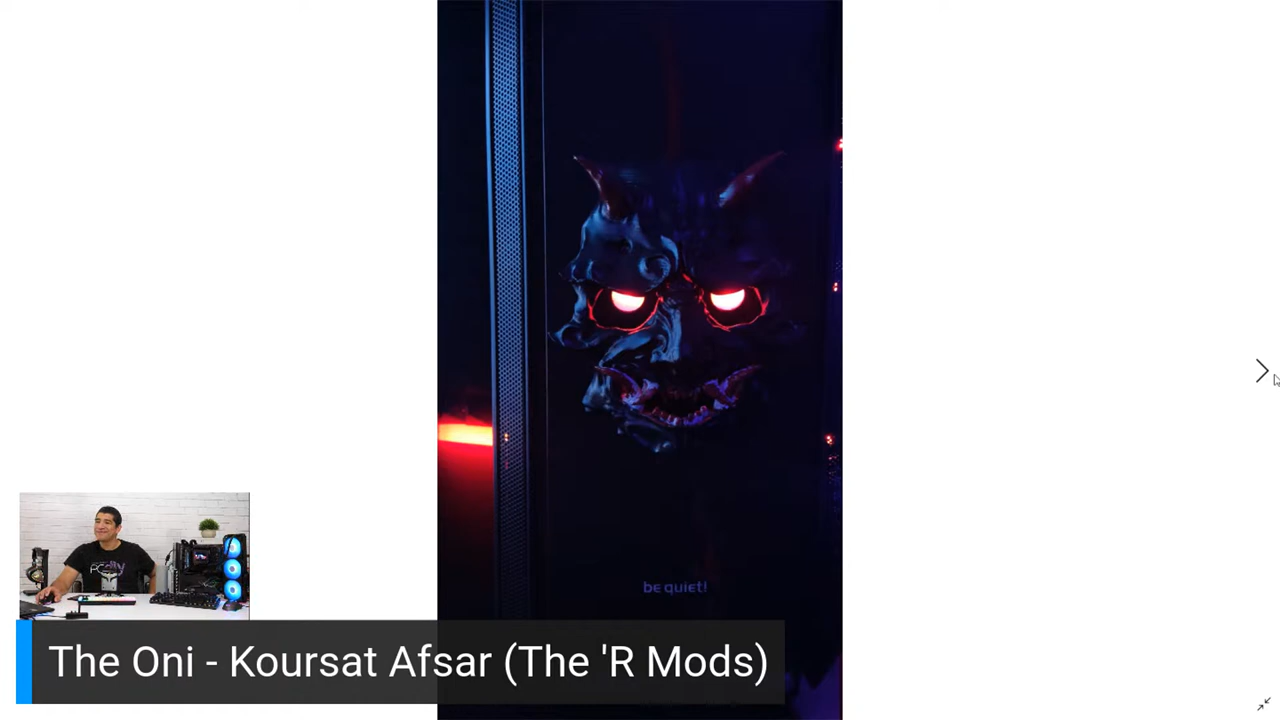 be quiet!
The Oni - Koursat Afsar (The 'R Mods)